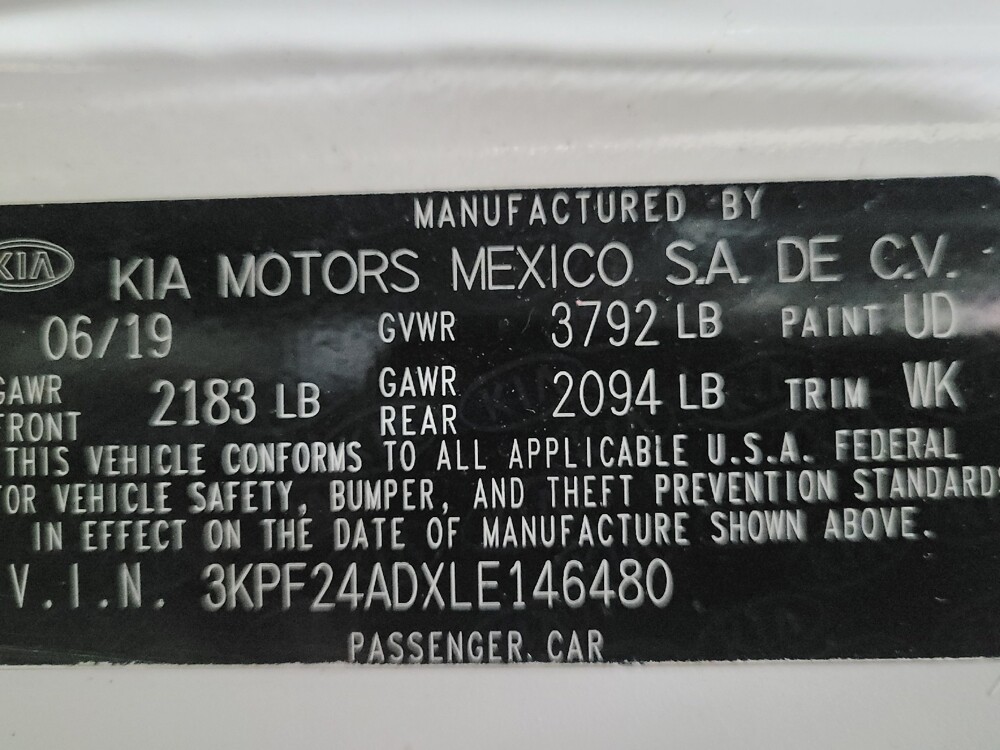 MANUFACTURED BY
KIA KIA MOTORS MEXICO S.A. DE C.V.
06/19 GVWR 3792 LB PAINT UD
GAWR FRONT 2183 LB GAWR REAR 2094 LB TRIM WK
THIS VEHICLE CONFORMS TO ALL APPLICABLE U.S.A. FEDERAL
OR VEHICLE SAFETY, BUMPER, AND THEFT PREVENTION STANDARD
IN EFFECT ON THE DATE OF MANUFACTURE SHOWN ABOVE.
V.I.N. 3KPF24ADXLE146480
PASSENGER CAR